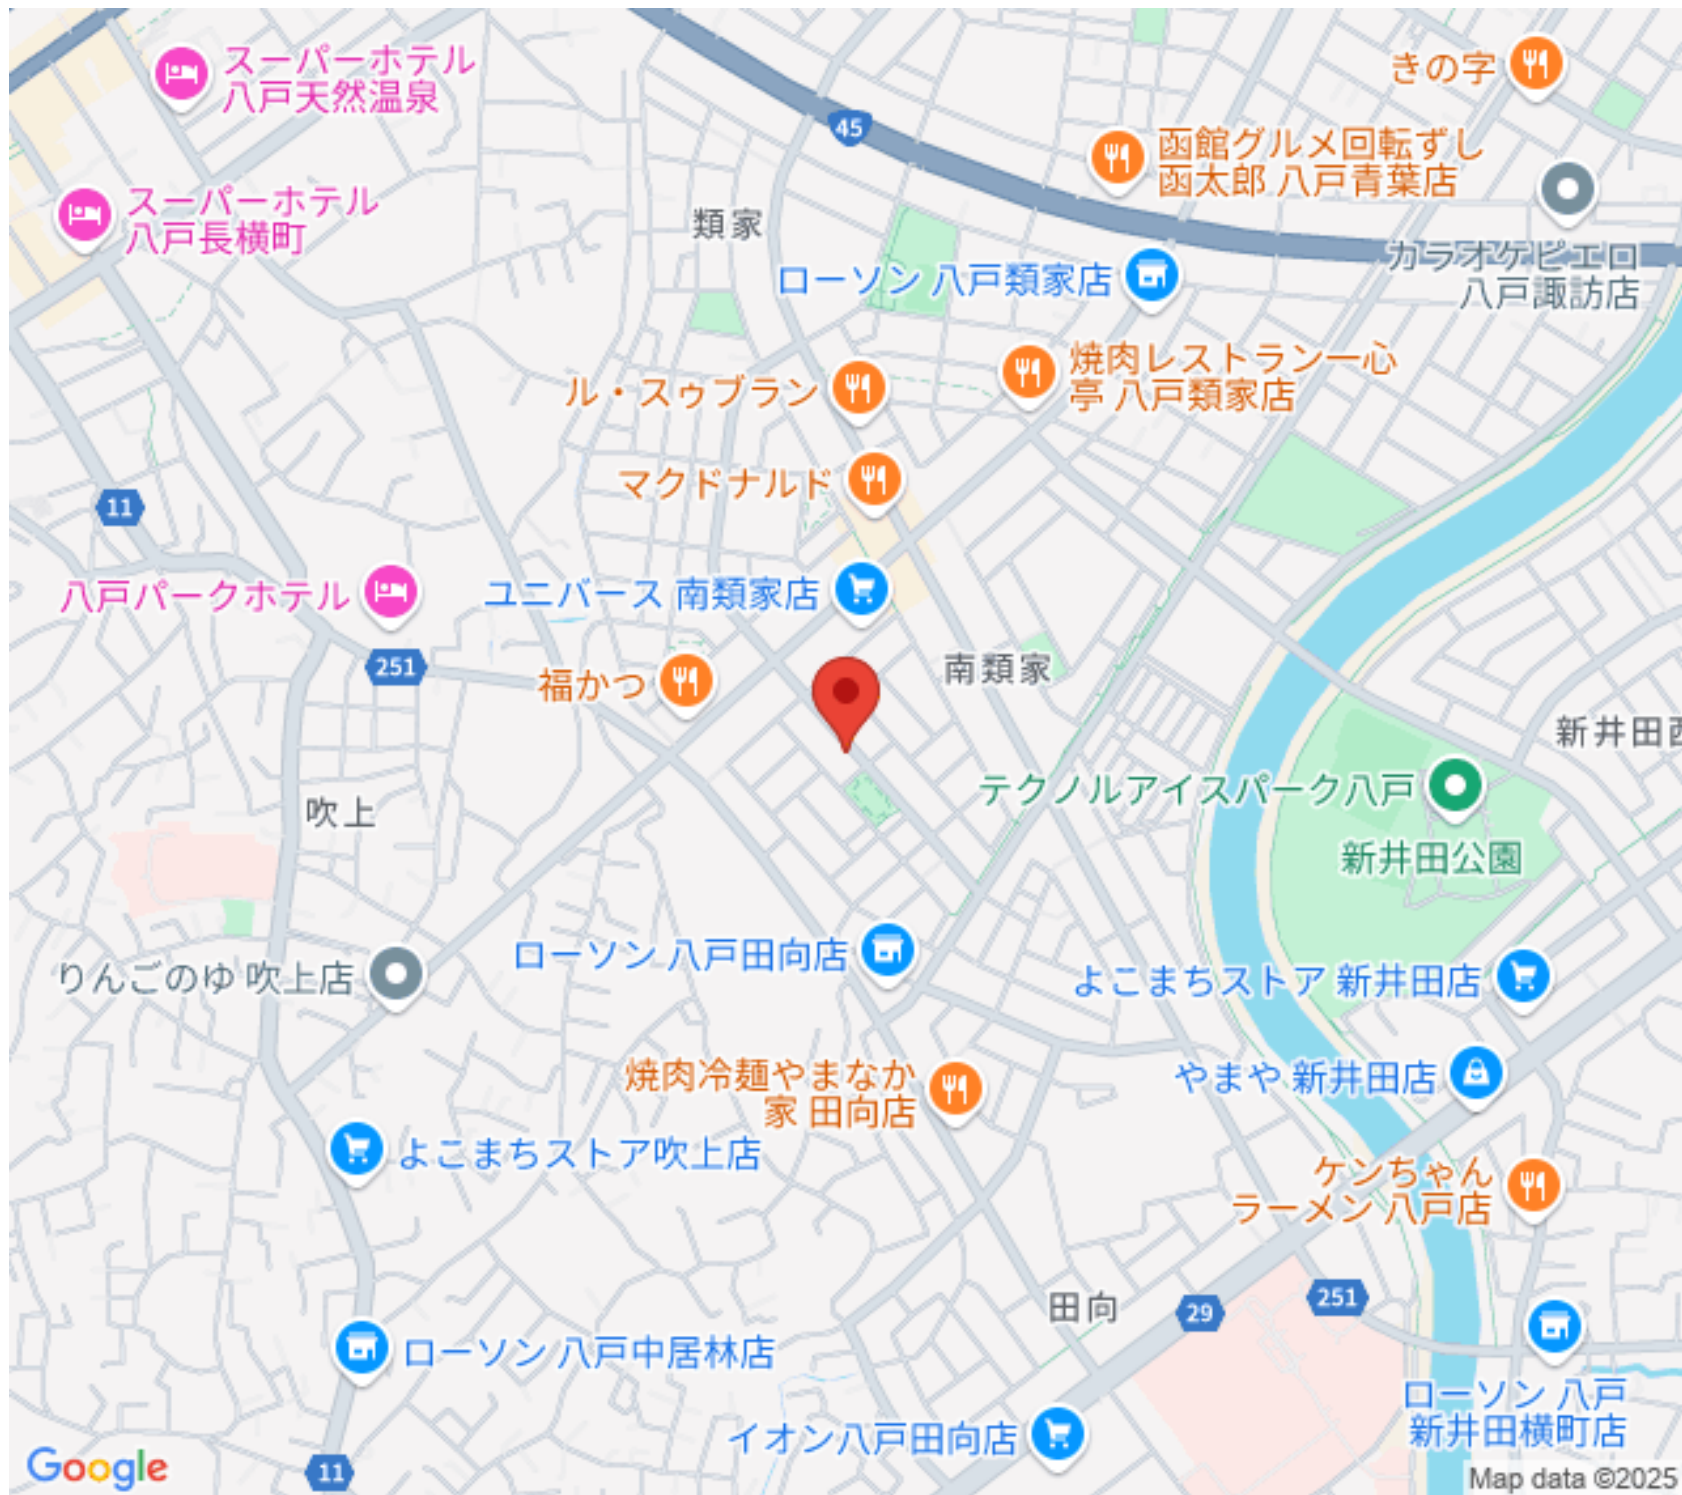 スーパーホテル
八戸天然温泉
きの字
45
函館グルメ回転ずし
函太郎 八戸青葉店
スーパーホテル
八戸長横町
類家
カラオケピエロ
八戸諏訪店
ローソン 八戸類家店
焼肉レストラン一心
亭 八戸類家店
ル・スゥブラン
マクドナルド
11
八戸パークホテル
ユニバース 南類家店
251
福かつ
南類家
新井田西
テクノルアイスパーク八戸
吹上
新井田公園
ローソン 八戸田向店
りんごのゆ 吹上店
よこまちストア 新井田店
焼肉冷麺やまなか
家 田向店
やまや 新井田店
よこまちストア吹上店
ケンちゃん
ラーメン 八戸店
田向
29
251
ローソン 八戸中居林店
ローソン 八戸
新井田横町店
イオン八戸田向店
Google
11
Map data ©2025